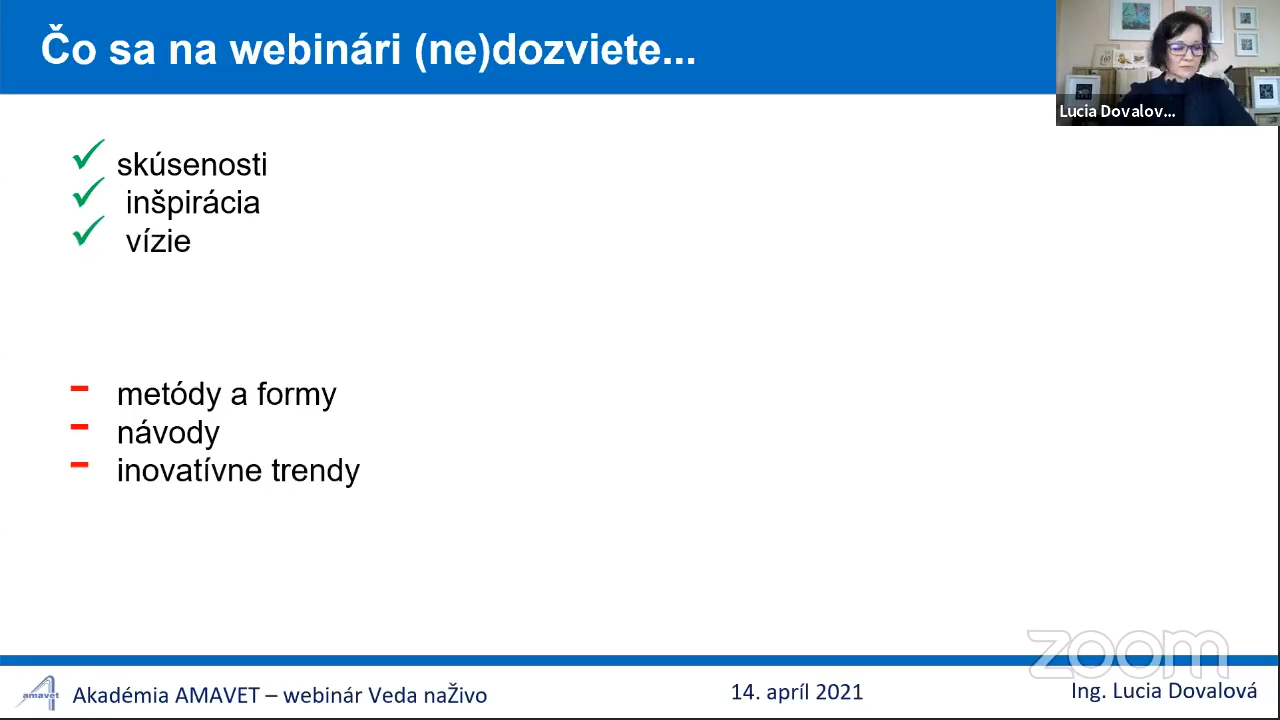 Čo sa na webinári (ne)dozviete...
Lucia Dovalov...
skúsenosti
inšpirácia
vízie
- metódy a formy
- návody
- inovatívne trendy
zoom
amavet
Akadémia AMAVET – webinár Veda naŽivo
14. apríl 2021
Ing. Lucia Dovalová